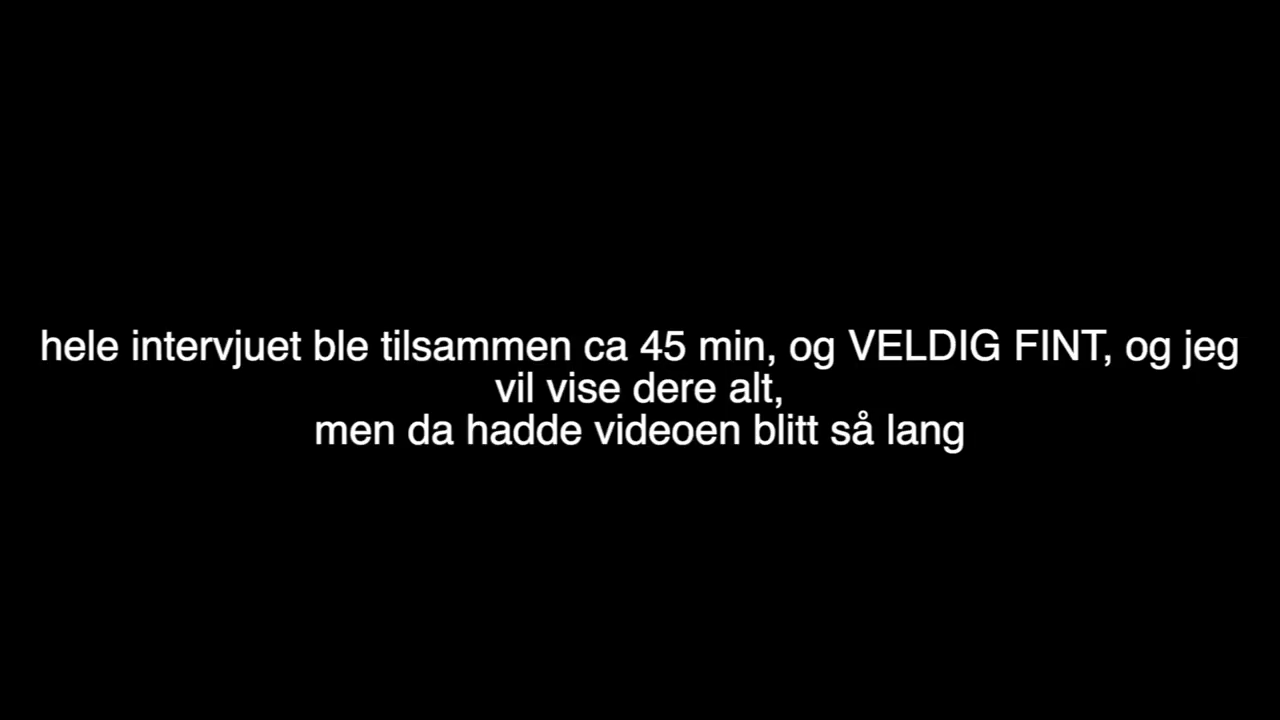 hele intervjuet ble tilsammen ca 45 min, og VELDIG FINT, og jeg
vil vise dere alt,
men da hadde videoen blitt så lang